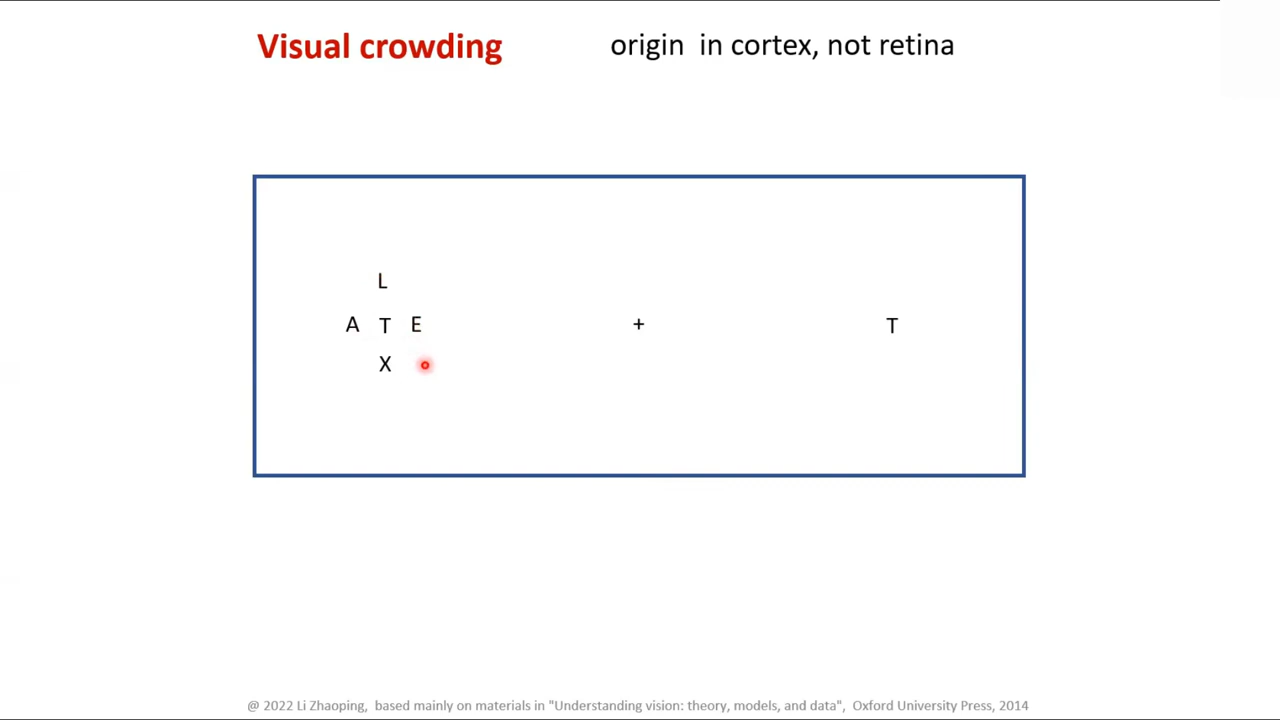 Visual crowding origin in cortex, not retina
L
A T E + T
X
@ 2022 Li Zhaoping, based mainly on materials in "Understanding vision: theory, models, and data", Oxford University Press, 2014